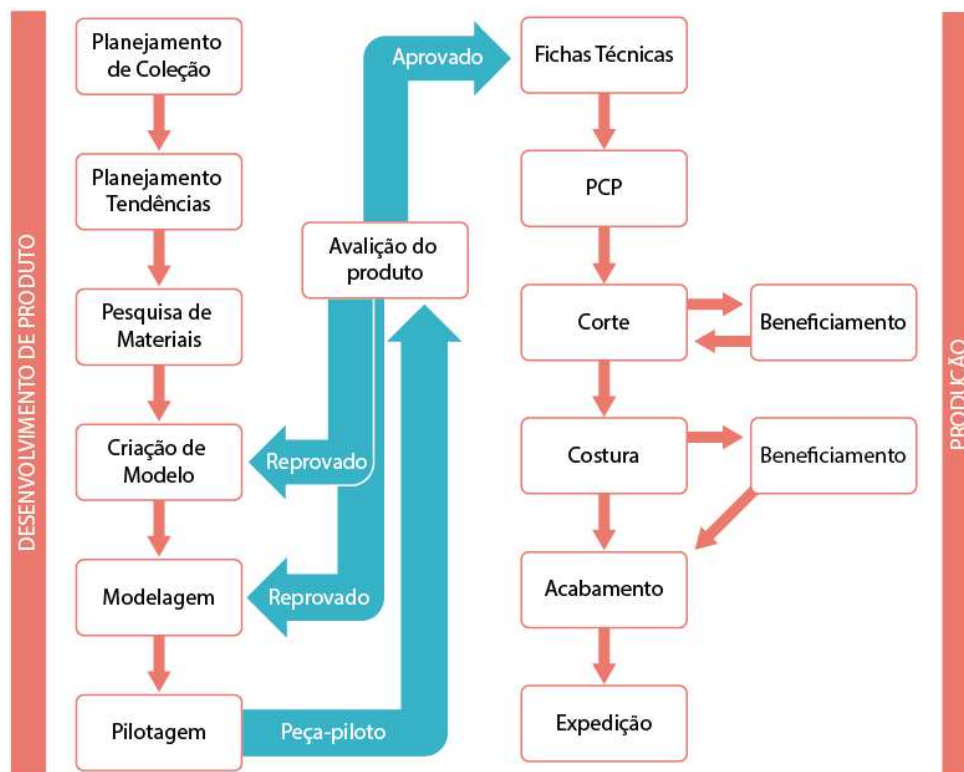 DESENVOLVIMENTO DE PRODUTO
Planejamento
de Coleção
Planejamento
Tendências
Pesquisa de
Materiais
Criação de
Modelo
Modelagem
Pilotagem
Peça-piloto
Avalição do
produto
Reprovado
Reprovado
Aprovado
Fichas Técnicas
PCP
Corte
Beneficiamento
Costura
Beneficiamento
Acabamento
Expedição
PRODUÇÃO